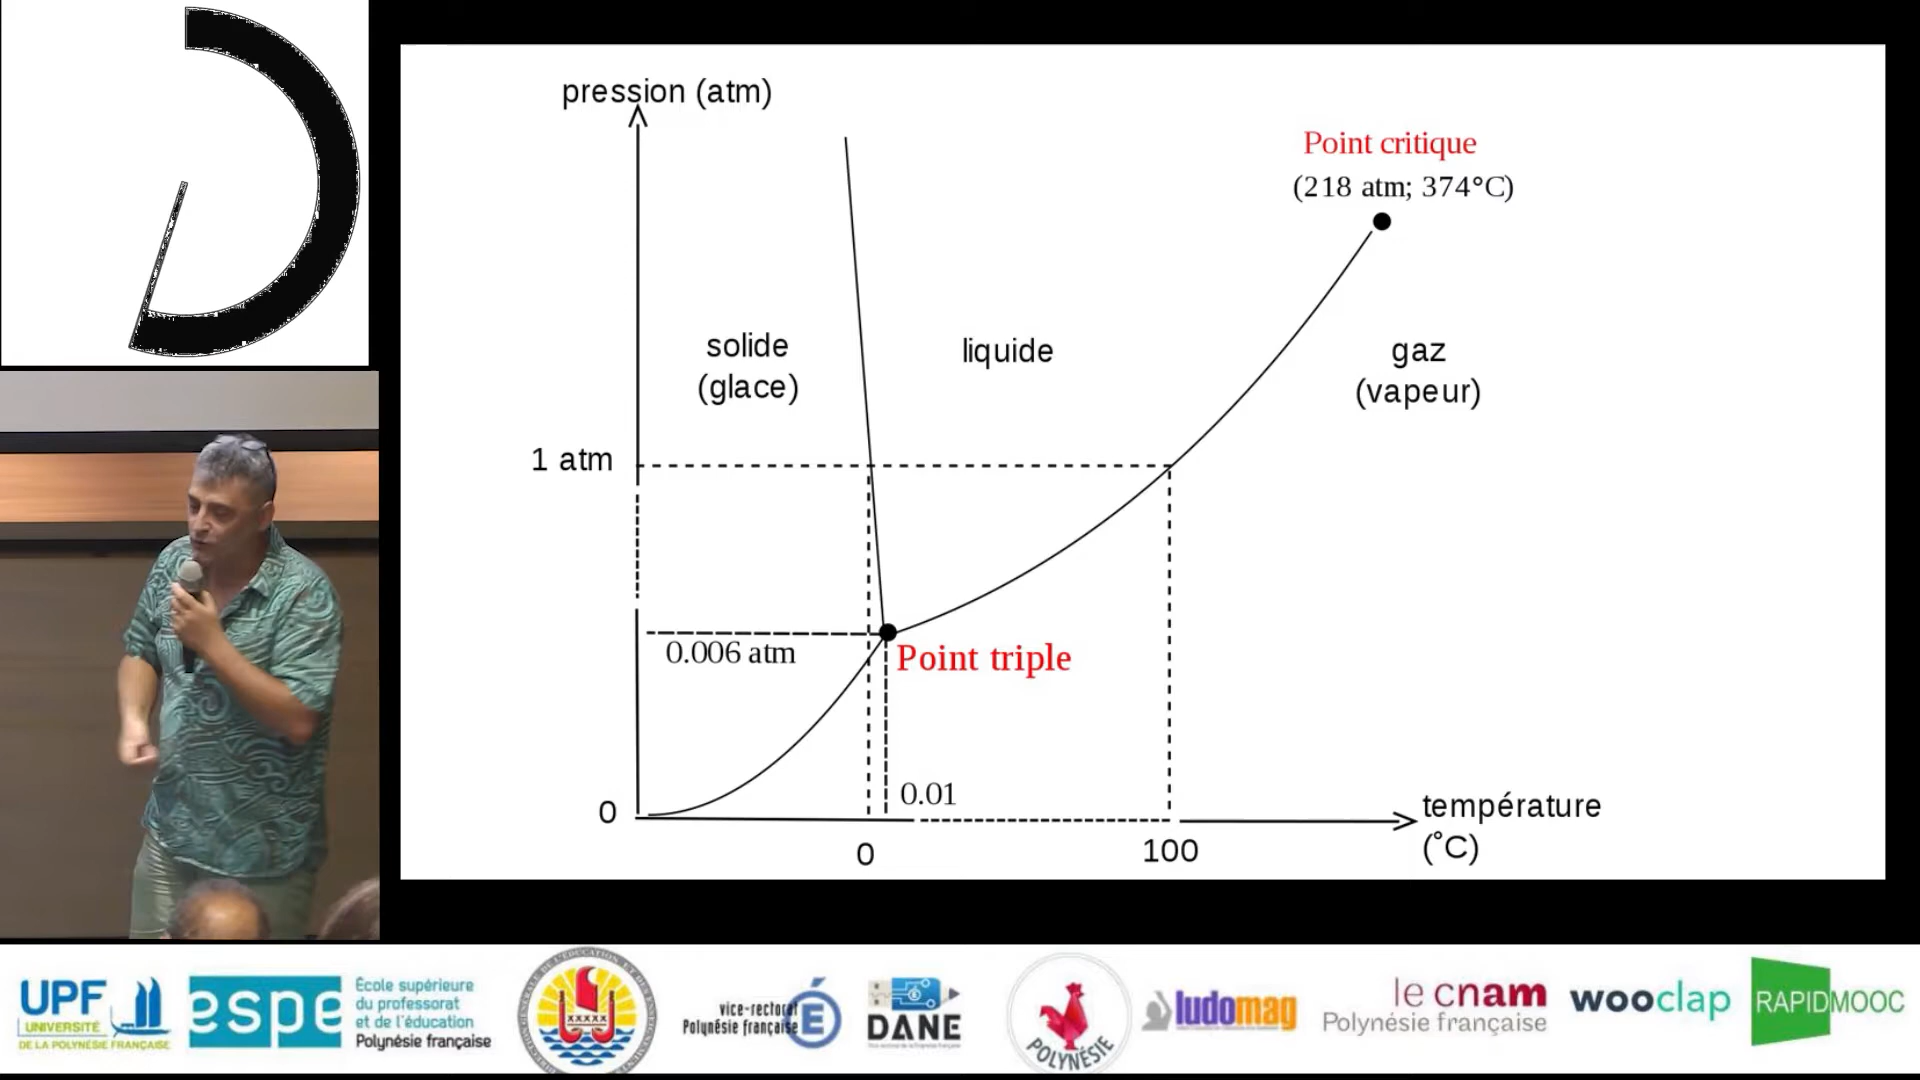 pression (atm)
Point critique
(218 atm; 374°C)
solide
(glace)
liquide
gaz
(vapeur)
1 atm
0.006 atm
Point triple
0.01
0
température
(°C)
0
100
UPF
UNIVERSITÉ
DE LA POLYNÉSIE FRANÇAISE
espe
École supérieure
du professorat
et de l'éducation
Polynésie française
vice-rectorat
Polynésie française
É
DANE
POLYNÉSIE
ludomag
le cnam
Polynésie française
wooclap
RAPIDMOOC